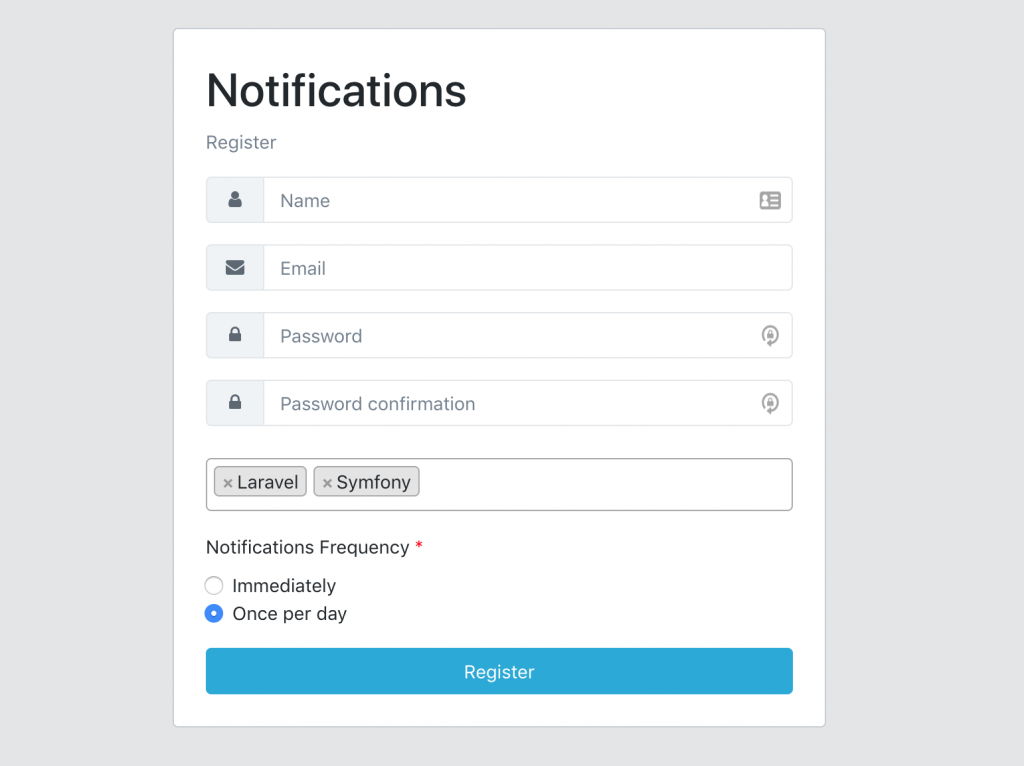 Notifications
Register
Name
Email
Password
Password confirmation
× Laravel × Symfony
Notifications Frequency *
Immediately
Once per day
Register